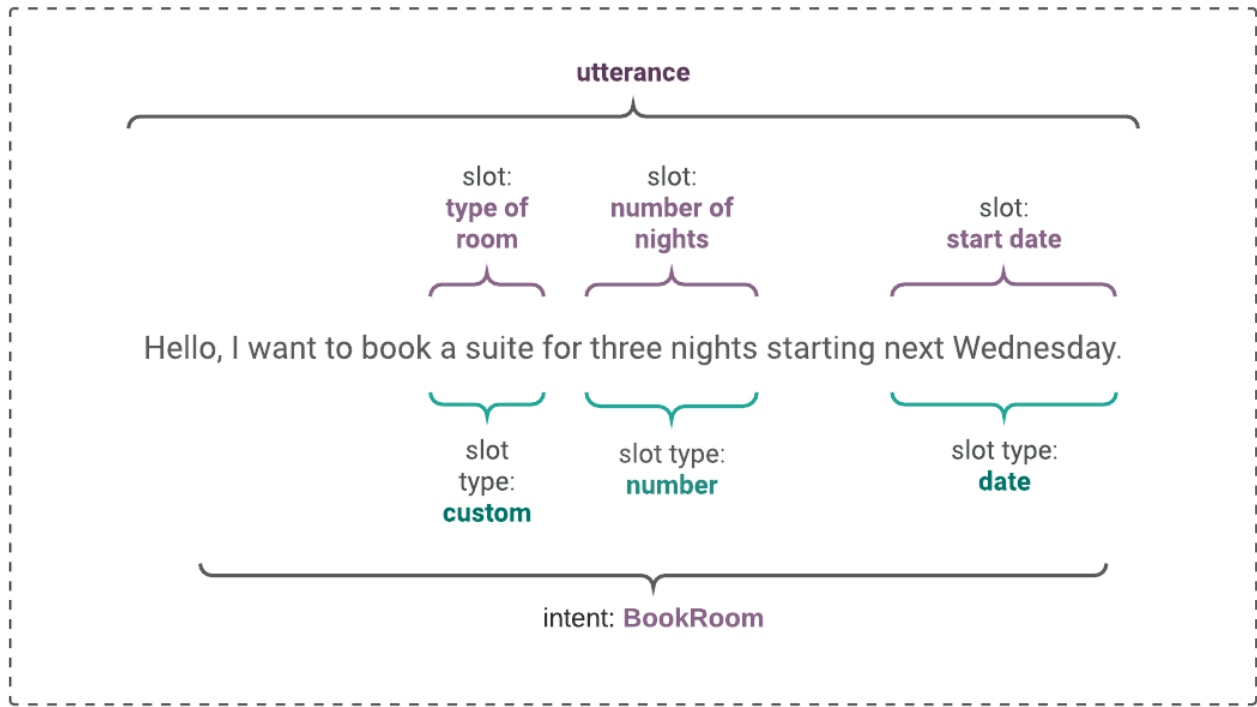 utterance
slot:
type of
room
slot:
number of
nights
slot:
start date
Hello, I want to book a suite for three nights starting next Wednesday.
slot
type:
custom
slot type:
number
slot type:
date
intent: BookRoom